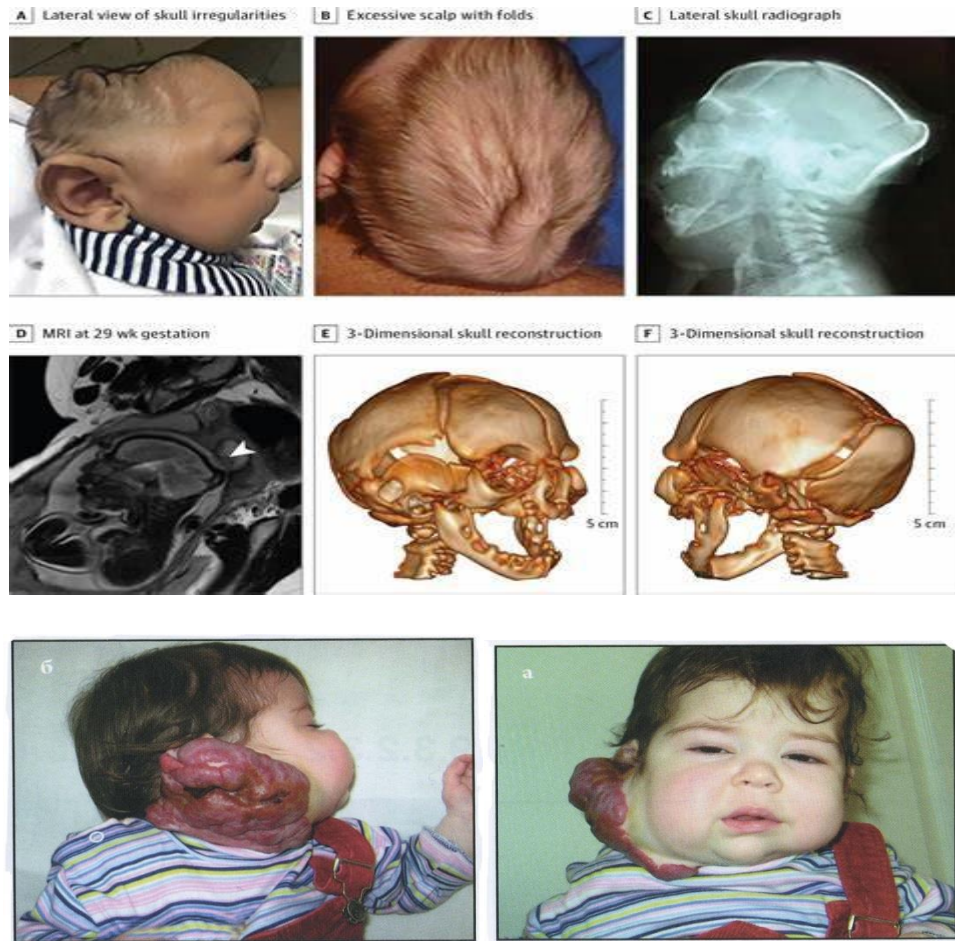 A Lateral view of skull irregularities
B Excessive scalp with folds
C Lateral skull radiograph
D MRI at 29 wk gestation
E 3-Dimensional skull reconstruction
F 3-Dimensional skull reconstruction
5 cm
5 cm
б
а